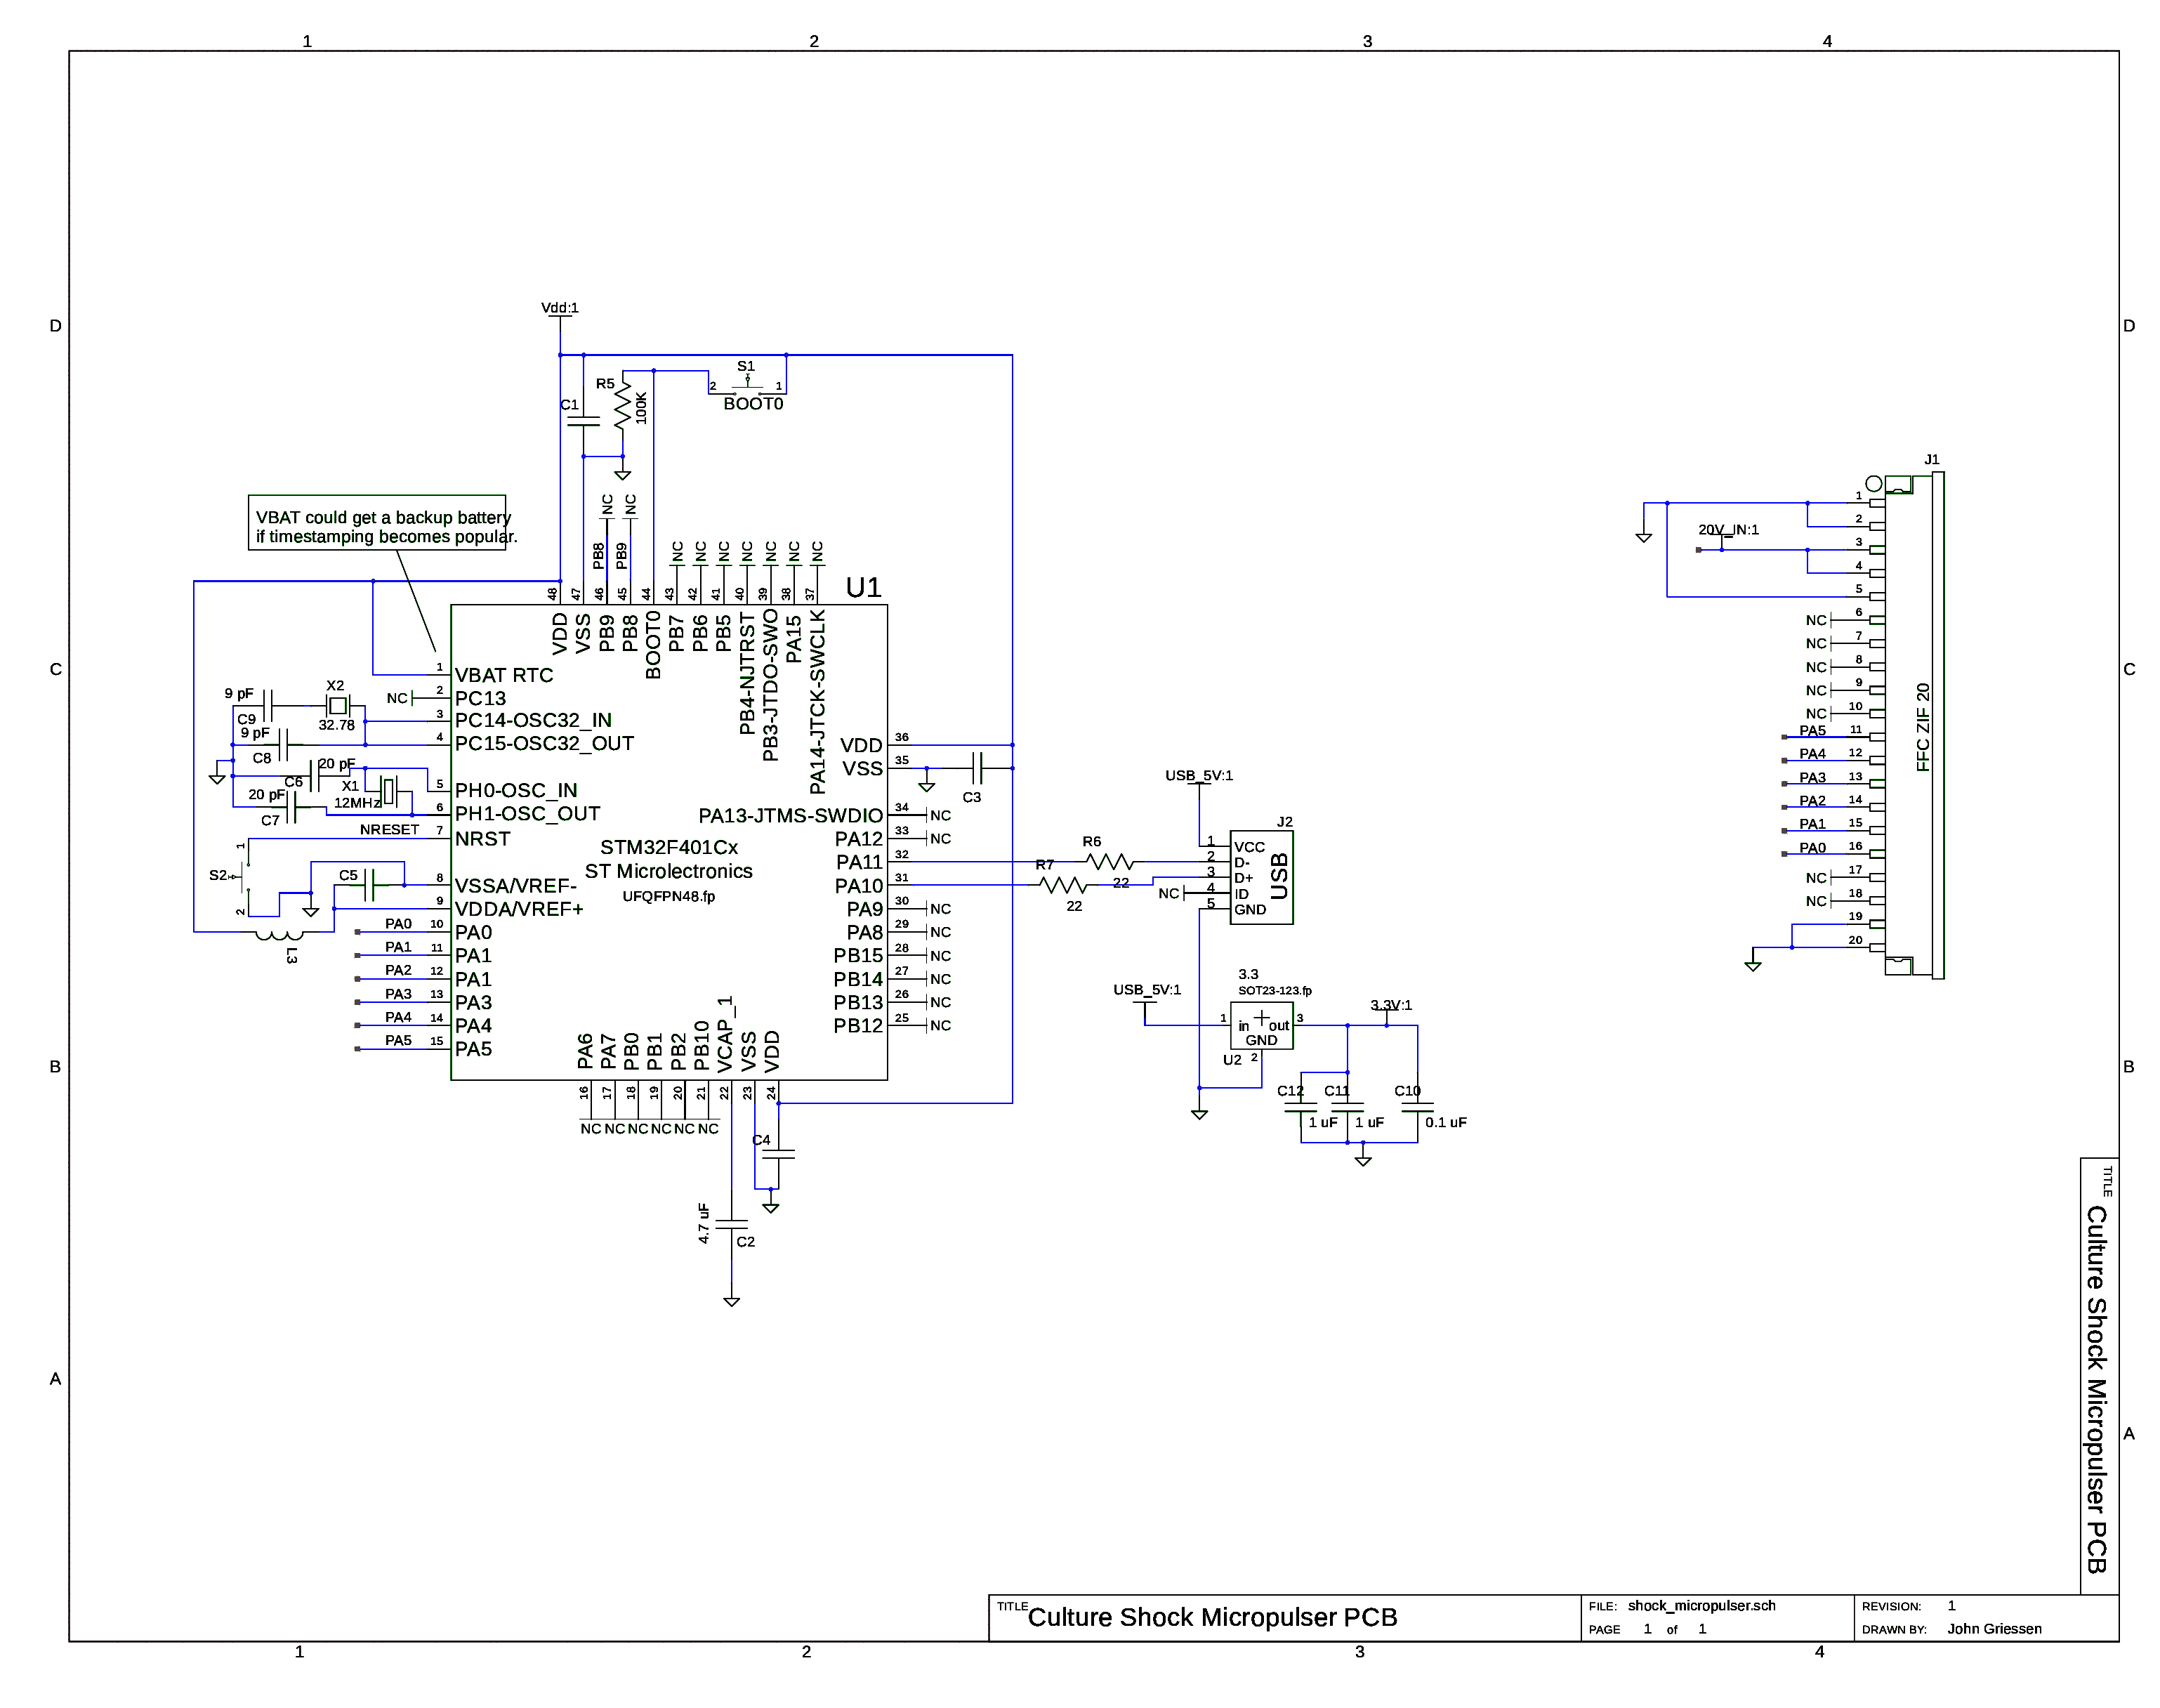 1 2 3 4
D D
Vdd:1
S1
2 1
BOOT0
R5
100K
C1
NC NC
PB8 PB9
VBAT could get a backup battery
if timestamping becomes popular.
NC NC NC NC NC NC NC
48 47 46 45 44 43 42 41 40 39 38 37
U1
VDD
VSS
PB9
PB8
BOOT0
PB7
PB6
PB5
PB4-NJTRST
PB3-JTDO-SWO
PA15
PA14-JTCK-SWCLK
C C
1 VBAT RTC
NC 2 PC13
3 PC14-OSC32_IN
4 PC15-OSC32_OUT
5 PH0-OSC_IN
6 PH1-OSC_OUT
NRESET 7 NRST
8 VSSA/VREF-
9 VDDA/VREF+
PA0 10 PA0
PA1 11 PA1
PA2 12 PA1
PA3 13 PA3
PA4 14 PA4
PA5 15 PA5
9 pF
C9
X2
32.78
9 pF
C8
20 pF
C6
X1
12MHz
20 pF
C7
1
S2
2
C5
L3
STM32F401Cx
ST Microlectronics
UFQFPN48.fp
VDD 36
VSS 35
C3
PA13-JTMS-SWDIO 34 NC
PA12 33 NC
PA11 32
PA10 31
PA9 30 NC
PA8 29 NC
PB15 28 NC
PB14 27 NC
PB13 26 NC
PB12 25 NC
PA6
PA7
PB0
PB1
PB2
PB10
VCAP_1
VSS
VDD
16 17 18 19 20 21 22 23 24
NC NC NC NC NC NC
C4
4.7 uF
C2
R6
22
R7
22
USB_5V:1
J2
1 VCC
2 D-
3 D+
NC 4 ID
5 GND
USB
3.3
SOT23-123.fp
USB_5V:1
1 in out 3
GND
U2 2
3.3V:1
C12 C11 C10
1 uF 1 uF 0.1 uF
J1
1
2
20V_IN:1 3
4
5
NC 6
NC 7
NC 8
NC 9
NC 10
PA5 11
PA4 12
PA3 13
PA2 14
PA1 15
PA0 16
NC 17
NC 18
19
20
FFC ZIF 20
B B
A A
TITLE
Culture Shock Micropulser PCB
TITLE Culture Shock Micropulser PCB
FILE: shock_micropulser.sch
PAGE 1 of 1
REVISION: 1
DRAWN BY: John Griessen
1 2 3 4